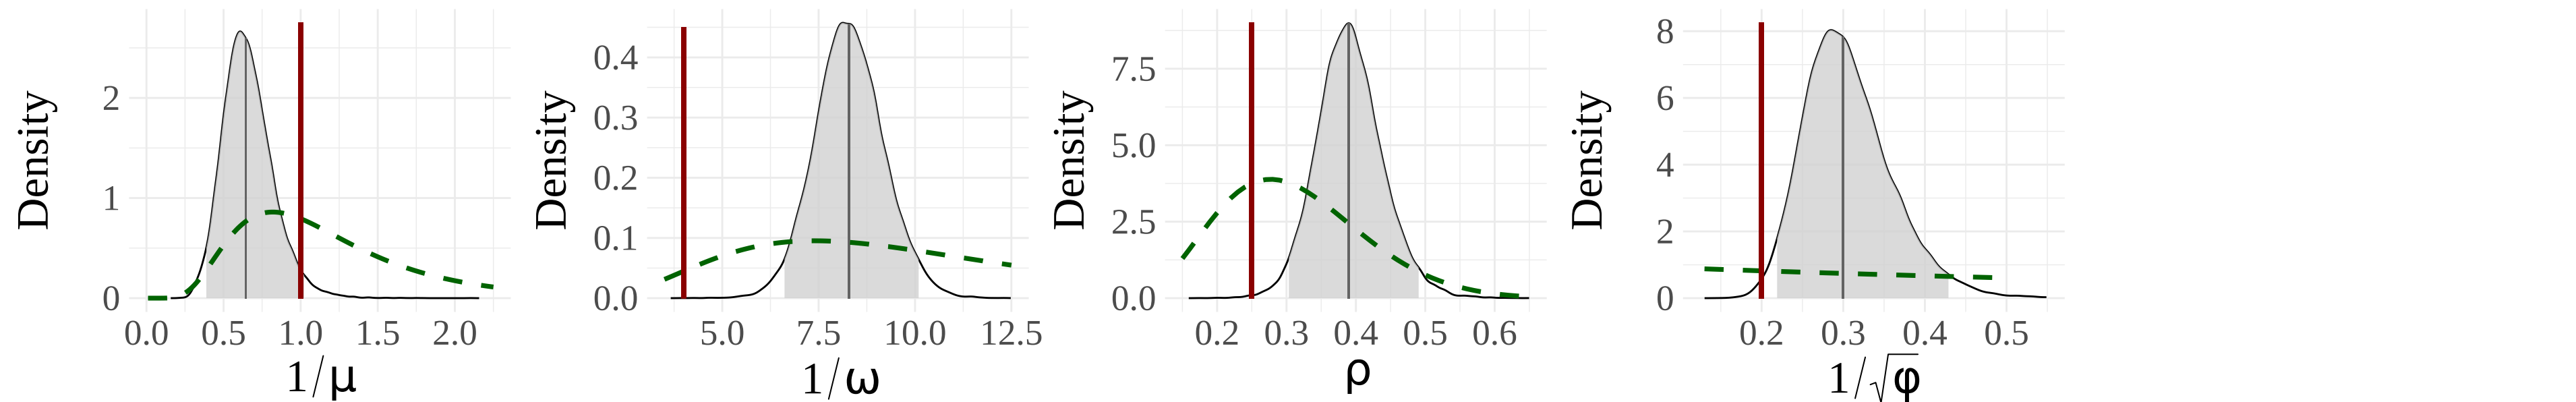 Density
2
1
0
0.0 0.5 1.0 1.5 2.0
1/μ
Density
0.4
0.3
0.2
0.1
0.0
5.0 7.5 10.0 12.5
1/ω
Density
7.5
5.0
2.5
0.0
0.2 0.3 0.4 0.5 0.6
ρ
Density
8
6
4
2
0
0.2 0.3 0.4 0.5
1/√φ